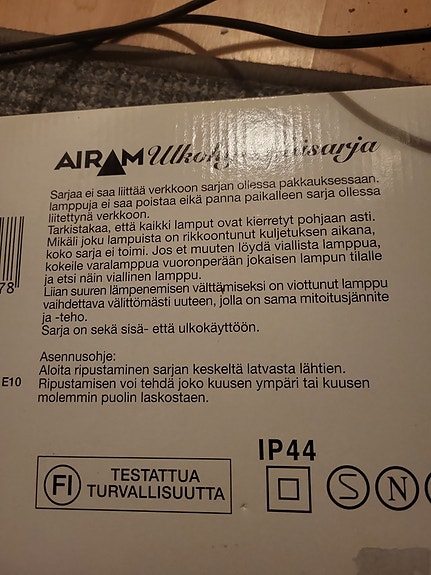 AIRAM
Sarjaa ei saa liittää verkkoon sarjan ollessa pakkauksessaan.
lamppuja ei saa poistaa eikä panna paikalleen sarja ollessa
liitettynä verkkoon.
Tarkistakaa, että kaikki lamput ovat kierretyt pohjaan asti.
Mikäli joku lampuista on rikkoontunut kuljetuksen aikana,
koko sarja ei toimi. Jos et muuten löydä viallista lamppua,
kokeile varalamppua vuoronperään jokaisen lampun tilalle
ja etsi näin viallinen lamppu.
Liian suuren lämpenemisen välttämiseksi on viottunut lamppu
vaihdettava välittömästi uuteen, jolla on sama mitoitusjännite
ja -teho.
Sarja on sekä sisä- että ulkokäyttöön.
78
Asennusohje:
Aloita ripustaminen sarjan keskeltä latvasta lähtien.
Ripustamisen voi tehdä joko kuusen ympäri tai kuusen
molemmin puolin laskostaen.
E10
IP44
FI TESTATTUA
TURVALLISUUTTA
S N